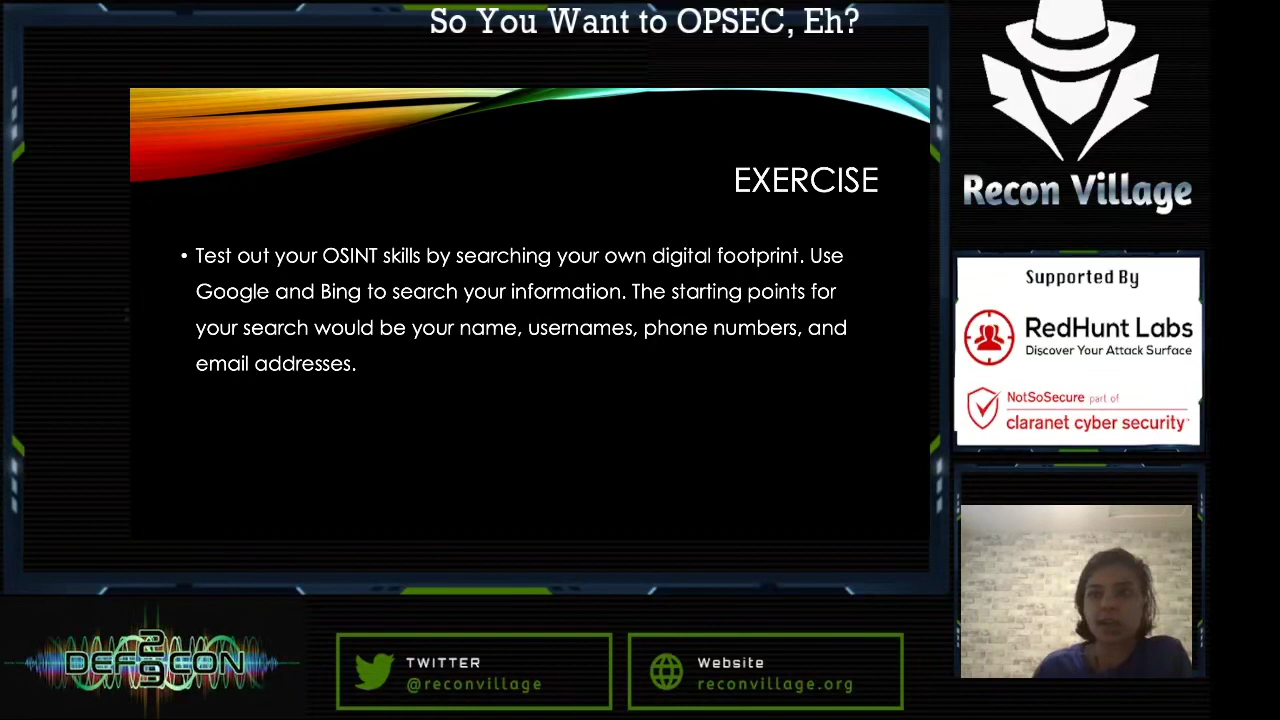 So You Want to OPSEC, Eh?
EXERCISE
• Test out your OSINT skills by searching your own digital footprint. Use
Google and Bing to search your information. The starting points for
your search would be your name, usernames, phone numbers, and
email addresses.
Recon Village
Supported By
RedHunt Labs
Discover Your Attack Surface
NotSoSecure part of
claranet cyber security
DEF CON
29
TWITTER
@reconvillage
Website
reconvillage.org